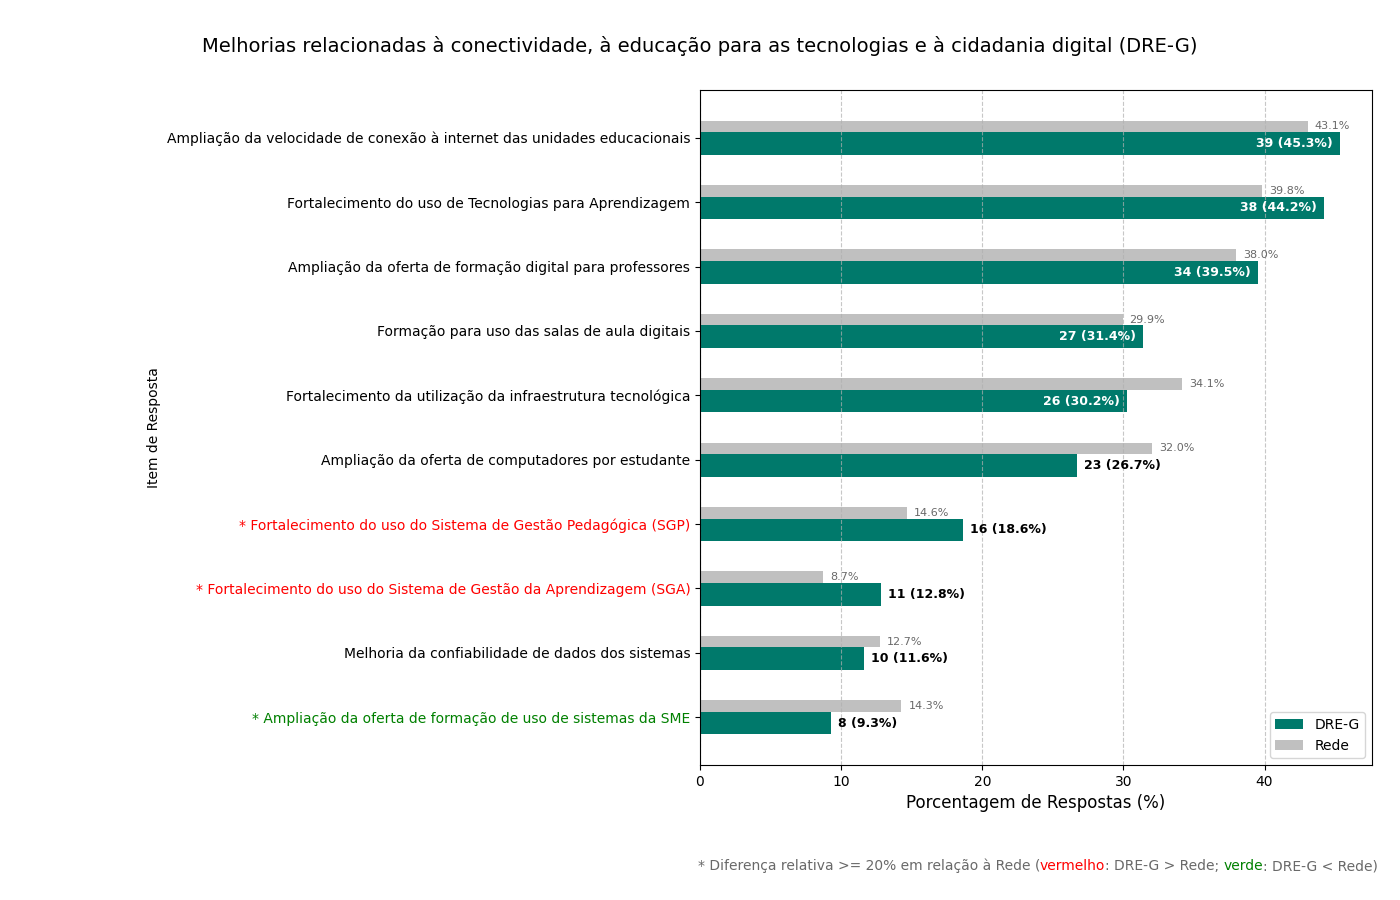 Melhorias relacionadas à conectividade, à educação para as tecnologias e à cidadania digital (DRE-G)
Ampliação da velocidade de conexão à internet das unidades educacionais
43.1%
39 (45.3%)
Fortalecimento do uso de Tecnologias para Aprendizagem
39.8%
38 (44.2%)
Ampliação da oferta de formação digital para professores
38.0%
34 (39.5%)
Formação para uso das salas de aula digitais
29.9%
27 (31.4%)
Fortalecimento da utilização da infraestrutura tecnológica
34.1%
26 (30.2%)
Ampliação da oferta de computadores por estudante
32.0%
23 (26.7%)
* Fortalecimento do uso do Sistema de Gestão Pedagógica (SGP)
14.6%
16 (18.6%)
* Fortalecimento do uso do Sistema de Gestão da Aprendizagem (SGA)
8.7%
11 (12.8%)
Melhoria da confiabilidade de dados dos sistemas
12.7%
10 (11.6%)
* Ampliação da oferta de formação de uso de sistemas da SME
14.3%
8 (9.3%)
Item de Resposta
DRE-G
Rede
0 10 20 30 40
Porcentagem de Respostas (%)
* Diferença relativa >= 20% em relação à Rede (vermelho: DRE-G > Rede; verde: DRE-G < Rede)